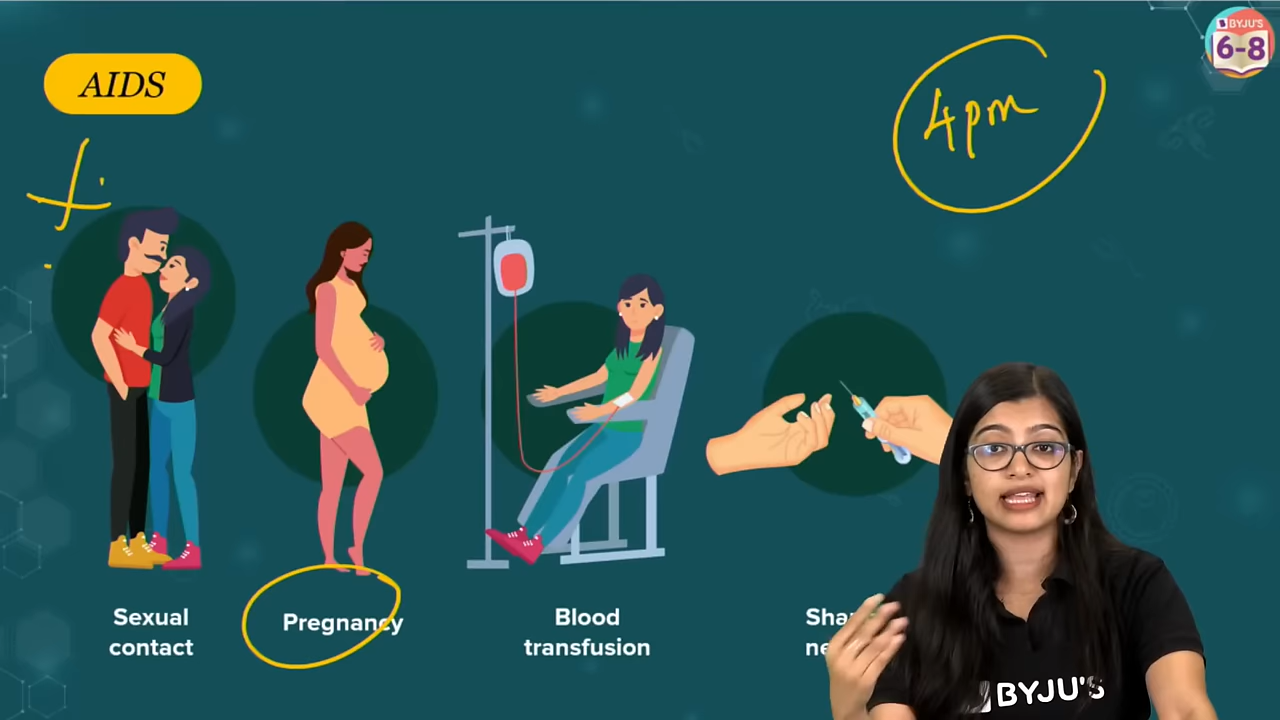 BYJU'S
6-8
AIDS
4pm
Sexual
contact
Pregnancy
Blood
transfusion
BYJU'S